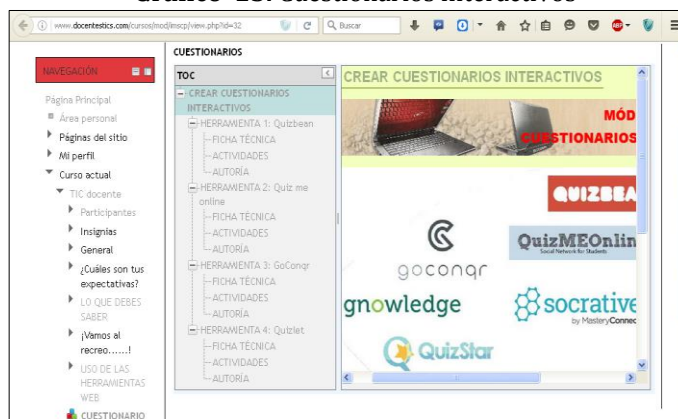 www.docentestics.com/cursos/mod/imscp/view.php?id=32
Buscar
CUESTIONARIOS
NAVEGACIÓN
Página Principal
Área personal
Páginas del sitio
Mi perfil
Curso actual
TIC docente
Participantes
Insignias
General
¿Cuáles son tus
expectativas?
LO QUE DEBES
SABER
¡Vamos al
recreo......!
USO DE LAS
HERRAMIENTAS
WEB
CUESTIONARIO
TOC
CREAR CUESTIONARIOS
INTERACTIVOS
HERRAMIENTA 1: Quizbean
FICHA TÉCNICA
ACTIVIDADES
AUTORÍA
HERRAMIENTA 2: Quiz me
online
FICHA TÉCNICA
ACTIVIDADES
AUTORÍA
HERRAMIENTA 3: GoConqr
FICHA TÉCNICA
ACTIVIDADES
AUTORÍA
HERRAMIENTA 4: Quizlet
FICHA TÉCNICA
ACTIVIDADES
AUTORÍA
CREAR CUESTIONARIOS INTERACTIVOS
MÓD
CUESTIONARIOS
QUIZBEA
goconqr
QuizMEOnlin
Social Network for Students
gnowledge
socrative
by MasteryConnec
QuizStar